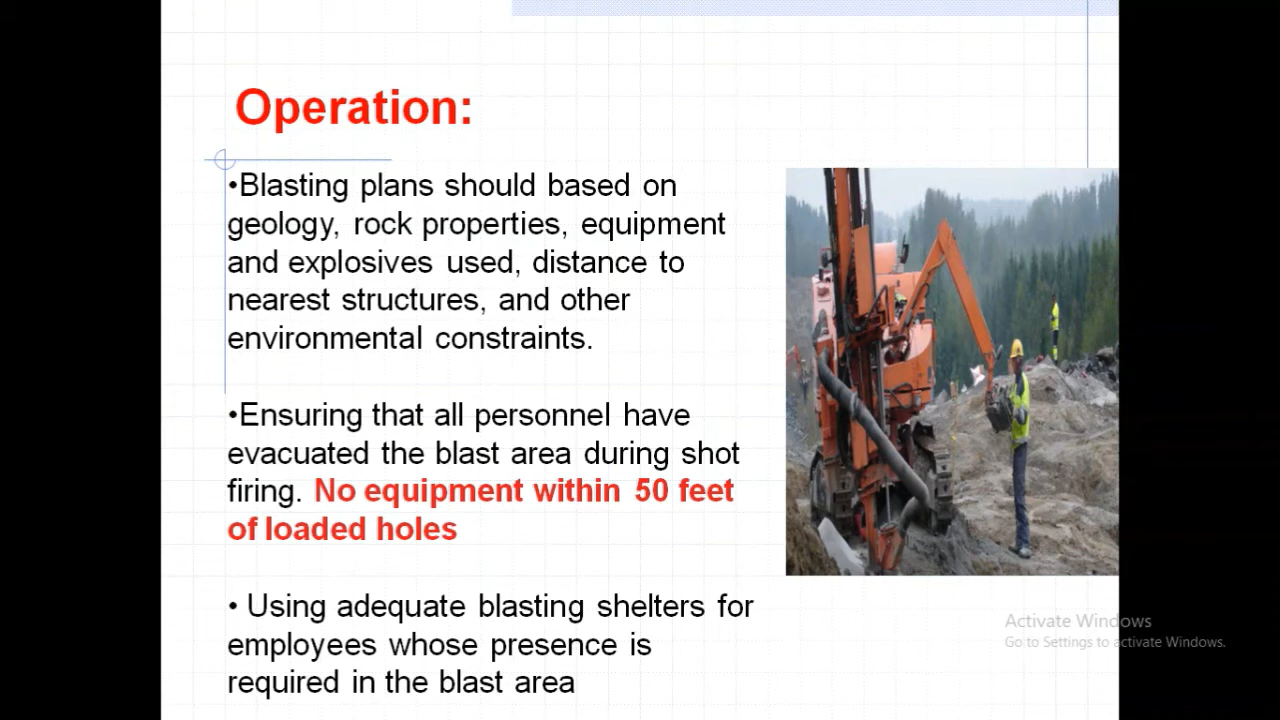 Operation:
•Blasting plans should based on
geology, rock properties, equipment
and explosives used, distance to
nearest structures, and other
environmental constraints.
•Ensuring that all personnel have
evacuated the blast area during shot
firing. No equipment within 50 feet
of loaded holes
• Using adequate blasting shelters for
employees whose presence is
required in the blast area
Activate Windows
Go to Settings to activate Windows.